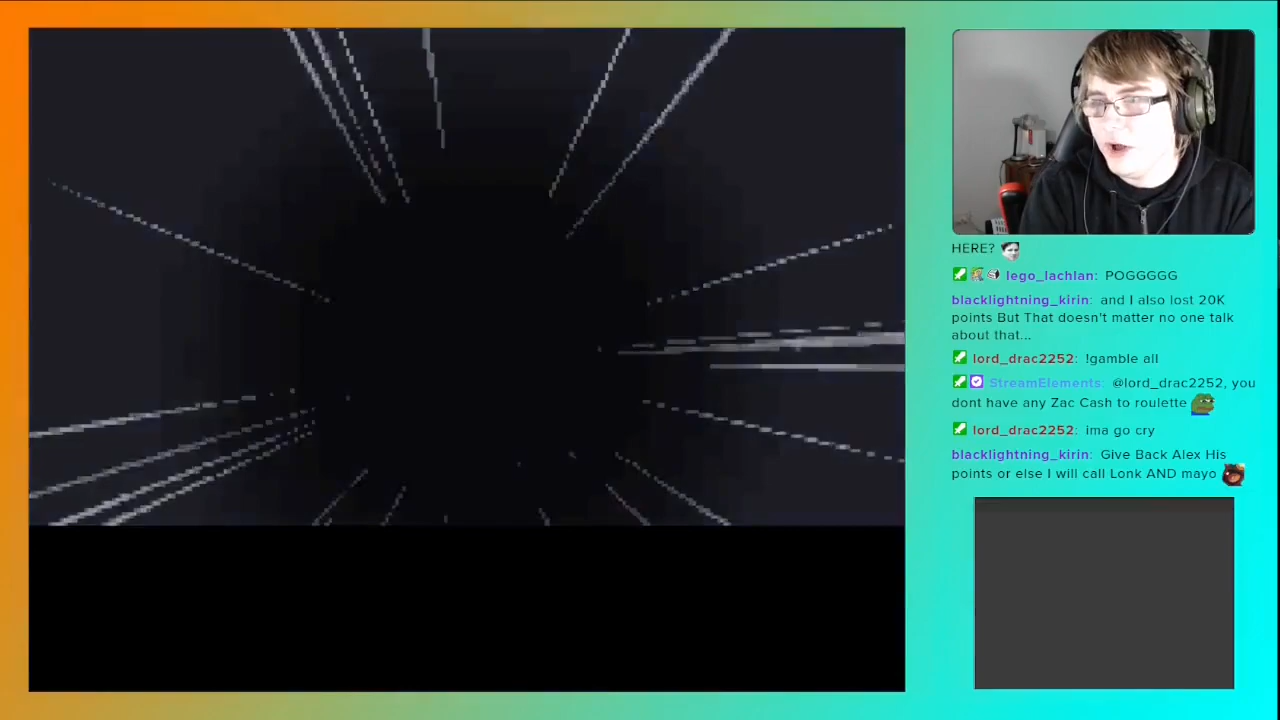 HERE?
lego_lachlan: POGGGGG
blacklightning_kirin: and I also lost 20K
points But That doesn't matter no one talk
about that...
lord_drac2252: !gamble all
StreamElements: @lord_drac2252, you
dont have any Zac Cash to roulette
lord_drac2252: ima go cry
blacklightning_kirin: Give Back Alex His
points or else I will call Lonk AND mayo